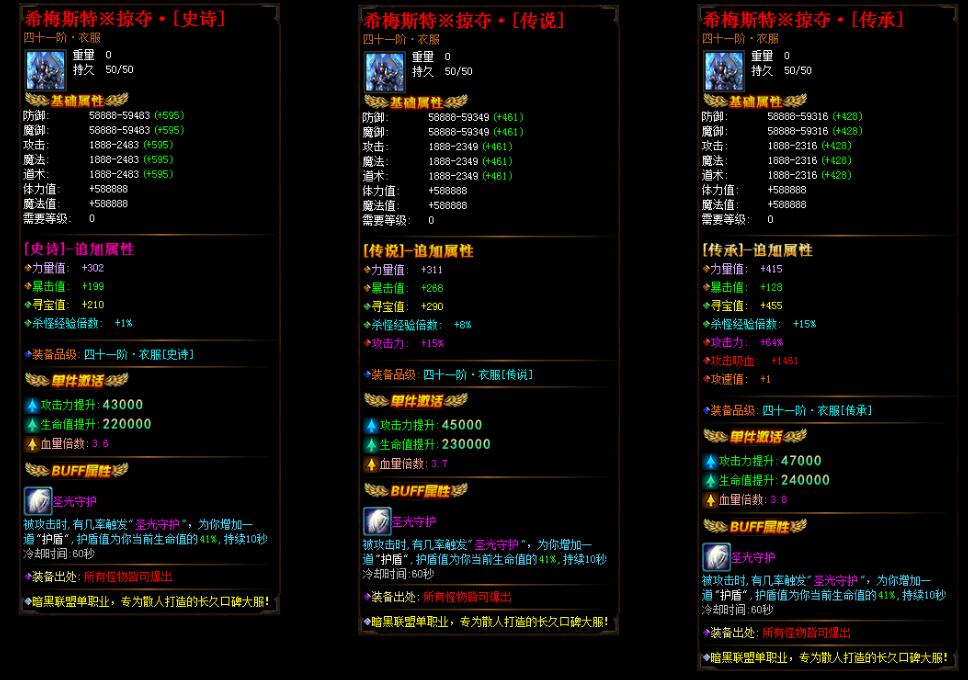 希梅斯特※掠夺·[史诗]
四十一阶·衣服
重量 0
持久 50/50
基础属性
防御: 58888-59483 (+595)
魔御: 58888-59483 (+595)
攻击: 1888-2483 (+595)
魔法: 1888-2483 (+595)
道术: 1888-2483 (+595)
体力值: +588888
魔法值: +588888
需要等级: 0
[史诗]-追加属性
力量值: +302
暴击值: +199
寻宝值: +210
杀怪经验倍数: +1%
装备品级: 四十一阶·衣服[史诗]
单件激活
攻击力提升:43000
生命值提升:220000
血量倍数:3.6
BUFF属性
圣光守护
被攻击时,有几率触发"圣光守护",为你增加一
道"护盾",护盾值为你当前生命值的41%,持续10秒
冷却时间:60秒
装备出处: 所有怪物皆可爆出
暗黑联盟单职业，专为散人打造的长久口碑大服!
希梅斯特※掠夺·[传说]
四十一阶·衣服
重量 0
持久 50/50
基础属性
防御: 58888-59349 (+461)
魔御: 58888-59349 (+461)
攻击: 1888-2349 (+461)
魔法: 1888-2349 (+461)
道术: 1888-2349 (+461)
体力值: +588888
魔法值: +588888
需要等级: 0
[传说]-追加属性
力量值: +311
暴击值: +268
寻宝值: +290
杀怪经验倍数: +8%
攻击力: +15%
装备品级: 四十一阶·衣服[传说]
单件激活
攻击力提升:45000
生命值提升:230000
血量倍数:3.7
BUFF属性
圣光守护
被攻击时,有几率触发"圣光守护",为你增加一
道"护盾",护盾值为你当前生命值的41%,持续10秒
冷却时间:60秒
装备出处: 所有怪物皆可爆出
暗黑联盟单职业，专为散人打造的长久口碑大服!
希梅斯特※掠夺·[传承]
四十一阶·衣服
重量 0
持久 50/50
基础属性
防御: 58888-59316 (+428)
魔御: 58888-59316 (+428)
攻击: 1888-2316 (+428)
魔法: 1888-2316 (+428)
道术: 1888-2316 (+428)
体力值: +588888
魔法值: +588888
需要等级: 0
[传承]-追加属性
力量值: +415
暴击值: +128
寻宝值: +455
杀怪经验倍数: +15%
攻击力: +64%
攻击吸血: +1461
攻速值: +1
装备品级: 四十一阶·衣服[传承]
单件激活
攻击力提升:47000
生命值提升:240000
血量倍数:3.8
BUFF属性
圣光守护
被攻击时,有几率触发"圣光守护",为你增加一
道"护盾",护盾值为你当前生命值的41%,持续10秒
冷却时间:60秒
装备出处: 所有怪物皆可爆出
暗黑联盟单职业，专为散人打造的长久口碑大服!